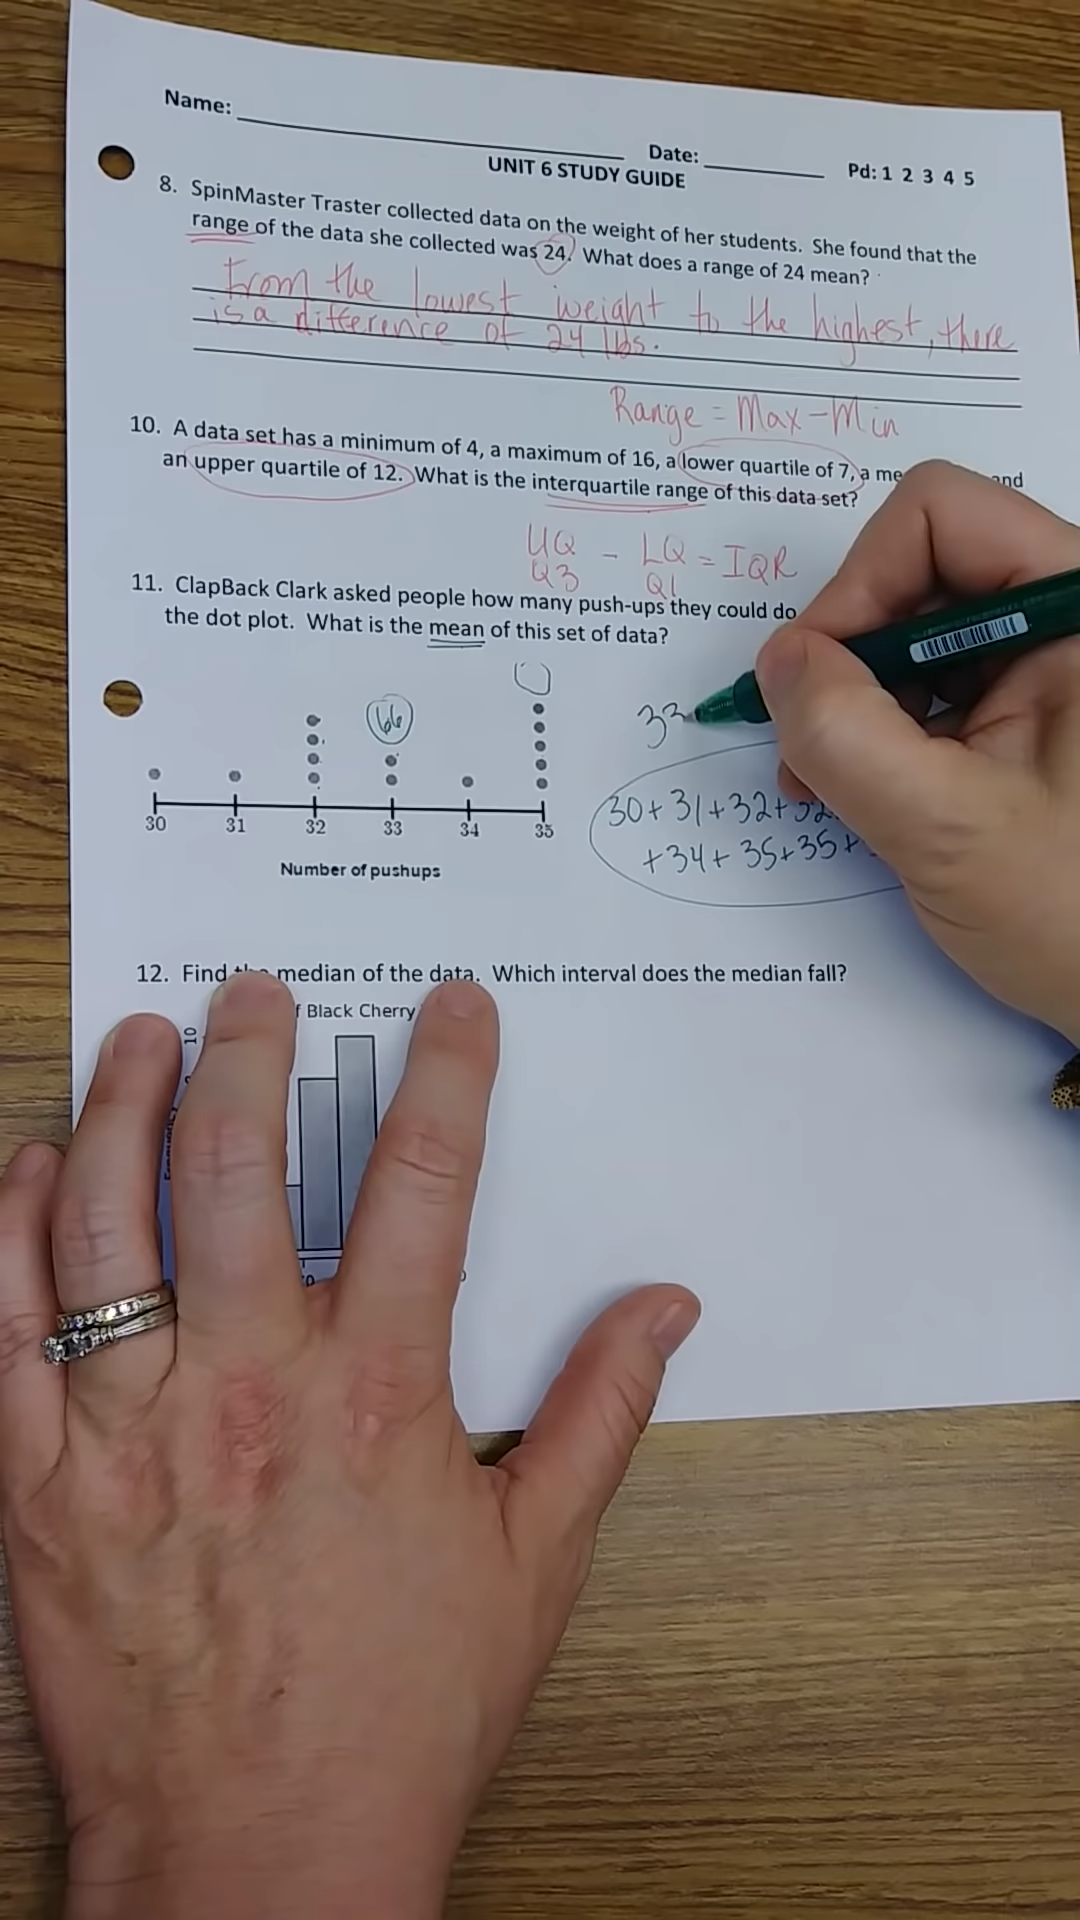 Name:
Date:
Pd: 1 2 3 4 5
UNIT 6 STUDY GUIDE
8. SpinMaster Traster collected data on the weight of her students. She found that the
range of the data she collected was 24. What does a range of 24 mean?
From the lowest weight to the highest, there
is a difference of 24 lbs.
Range = Max - Min
10. A data set has a minimum of 4, a maximum of 16, a lower quartile of 7, a and
an upper quartile of 12. What is the interquartile range of this data set?
UQ - LQ = IQR
Q3 Q1
11. ClapBack Clark asked people how many push-ups they could do
the dot plot. What is the mean of this set of data?
66
33
30+31+32+
+34+35+35+
30 31 32 33 34 35
Number of pushups
12. Find median of the data. Which interval does the median fall?
Black Cherry
10